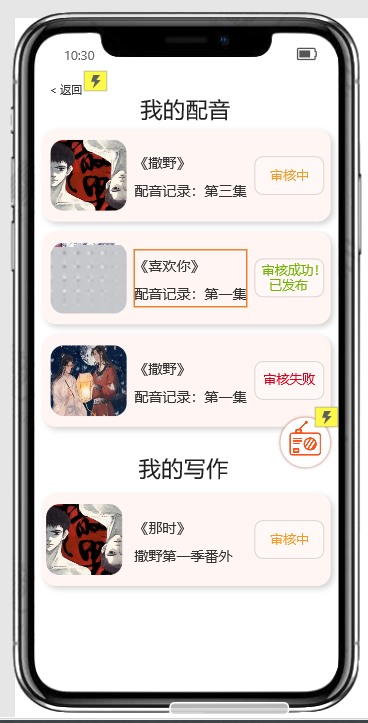 10:30
< 返回
我的配音
《撒野》
配音记录：第三集
审核中
《喜欢你》
配音记录：第一集
审核成功！
已发布
《撒野》
配音记录：第一集
审核失败
我的写作
《那时》
撒野第一季番外
审核中